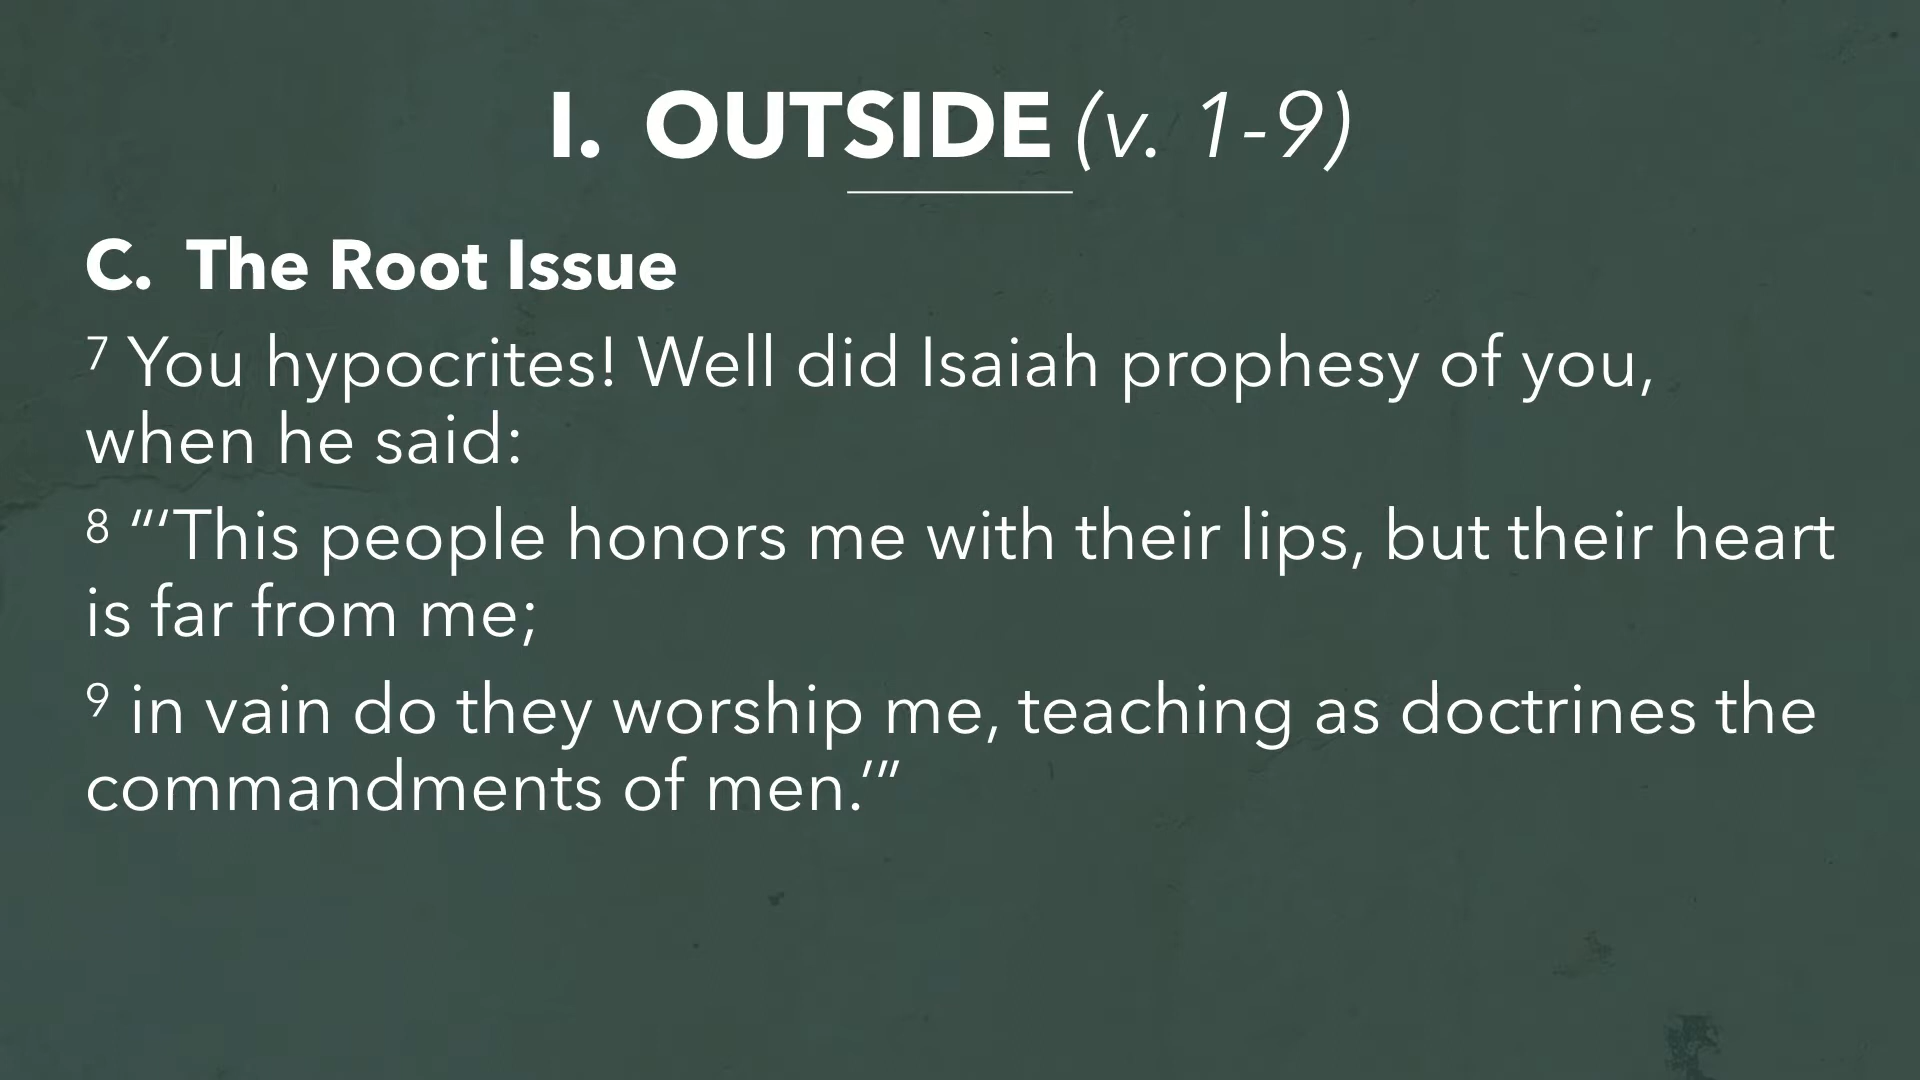 I. OUTSIDE (v. 1-9)
C. The Root Issue
7 You hypocrites! Well did Isaiah prophesy of you,
when he said:
8 “‘This people honors me with their lips, but their heart
is far from me;
9 in vain do they worship me, teaching as doctrines the
commandments of men.’”